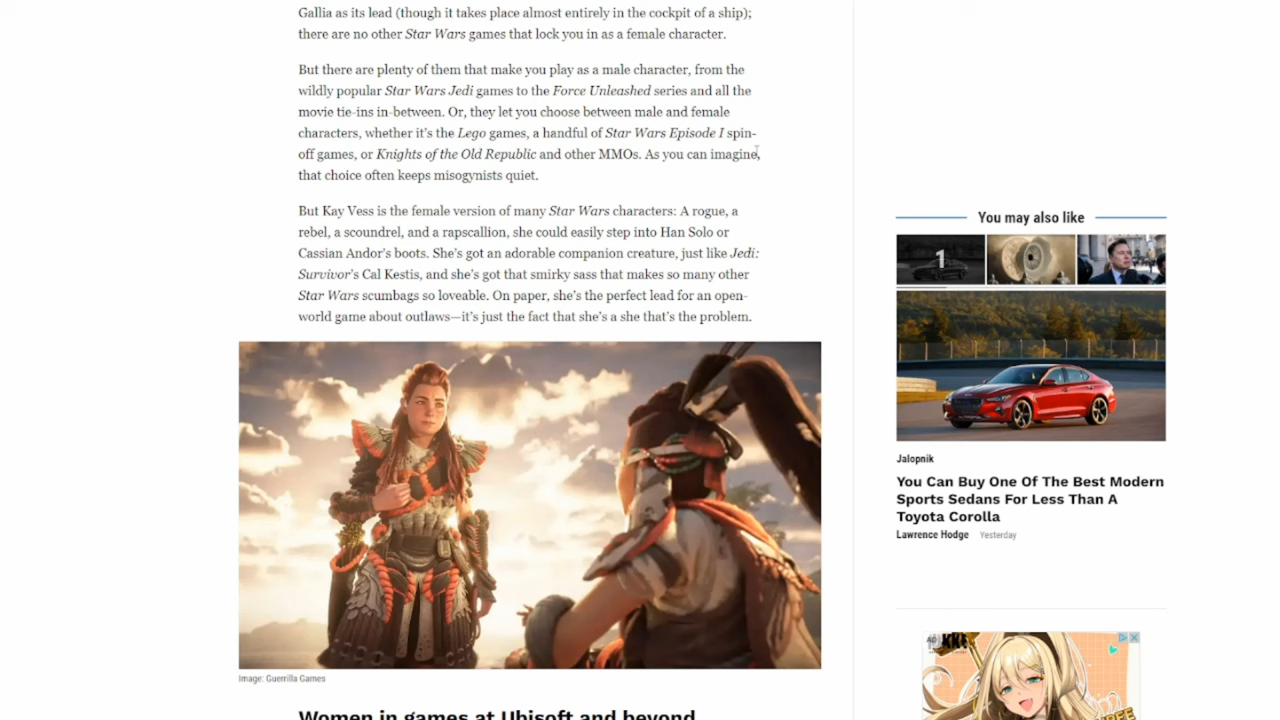 Gallia as its lead (though it takes place almost entirely in the cockpit of a ship);
there are no other Star Wars games that lock you in as a female character.
But there are plenty of them that make you play as a male character, from the
wildly popular Star Wars Jedi games to the Force Unleashed series and all the
movie tie-ins in-between. Or, they let you choose between male and female
characters, whether it's the Lego games, a handful of Star Wars Episode I spin-
off games, or Knights of the Old Republic and other MMOs. As you can imagine,
that choice often keeps misogynists quiet.
But Kay Vess is the female version of many Star Wars characters: A rogue, a
rebel, a scoundrel, and a rapscallion, she could easily step into Han Solo or
Cassian Andor's boots. She's got an adorable companion creature, just like Jedi:
Survivor's Cal Kestis, and she's got that smirky sass that makes so many other
Star Wars scumbags so loveable. On paper, she's the perfect lead for an open-
world game about outlaws—it's just the fact that she's a she that's the problem.
Image: Guerrilla Games
Women in games at Ubisoft and beyond
You may also like
1
Jalopnik
You Can Buy One Of The Best Modern
Sports Sedans For Less Than A
Toyota Corolla
Lawrence Hodge Yesterday
AD
FREE